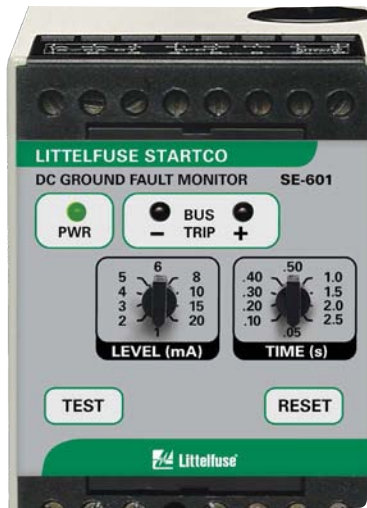 LITTELFUSE STARTCO
DC GROUND FAULT MONITOR SE-601
PWR
BUS
– TRIP +
6
5 8
4 10
3 15
2 20
1
LEVEL (mA)
.50
.40 1.0
.30 1.5
.20 2.0
.10 2.5
.05
TIME (s)
TEST
RESET
Littelfuse